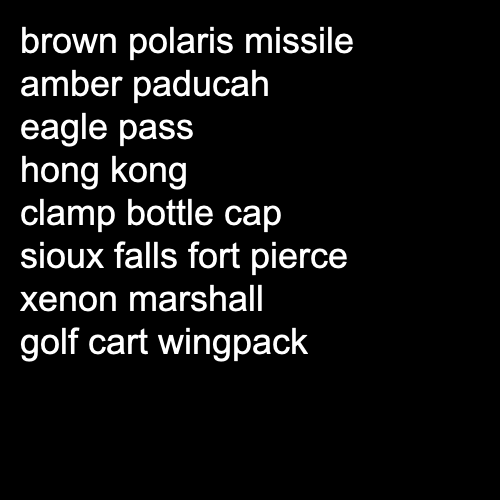 brown polaris missile
amber paducah
eagle pass
hong kong
clamp bottle cap
sioux falls fort pierce
xenon marshall
golf cart wingpack